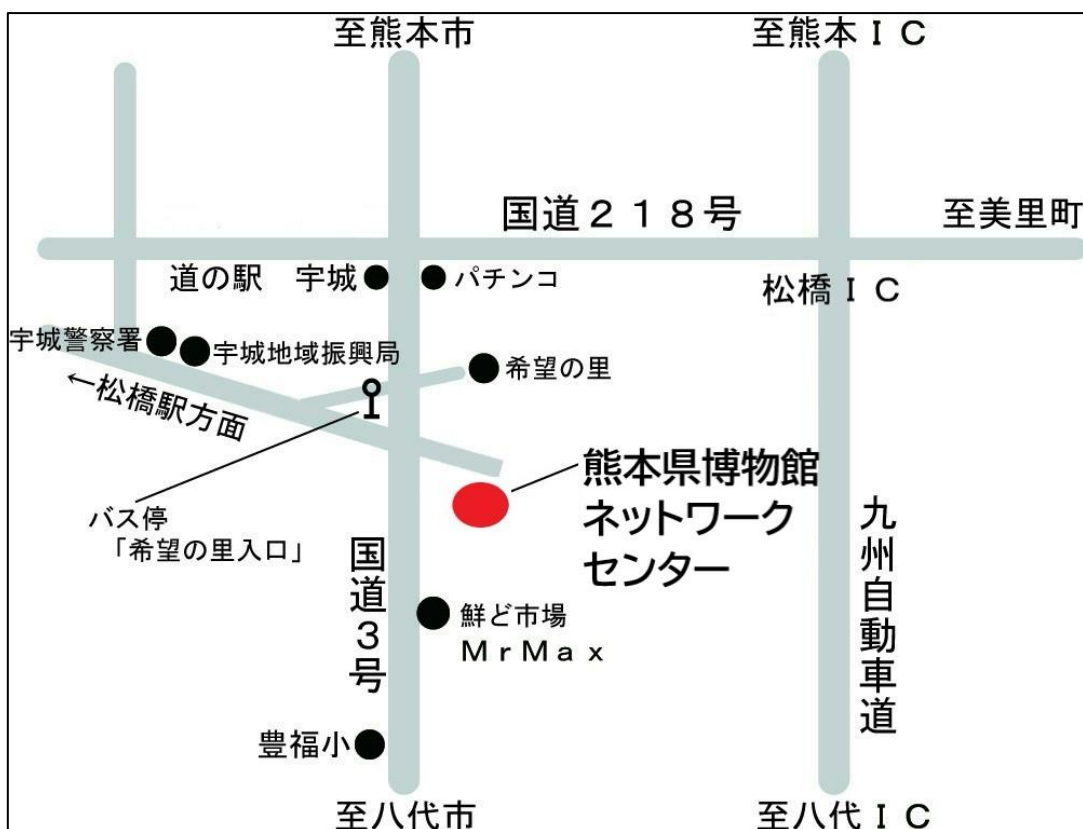 至熊本市
至熊本ＩＣ
国道２１８号
至美里町
道の駅　宇城
パチンコ
松橋ＩＣ
宇城警察署
宇城地域振興局
希望の里
←松橋駅方面
熊本県博物館
ネットワーク
センター
バス停
「希望の里入口」
国道３号
九州自動車道
鮮ど市場
ＭｒＭａｘ
豊福小
至八代市
至八代ＩＣ